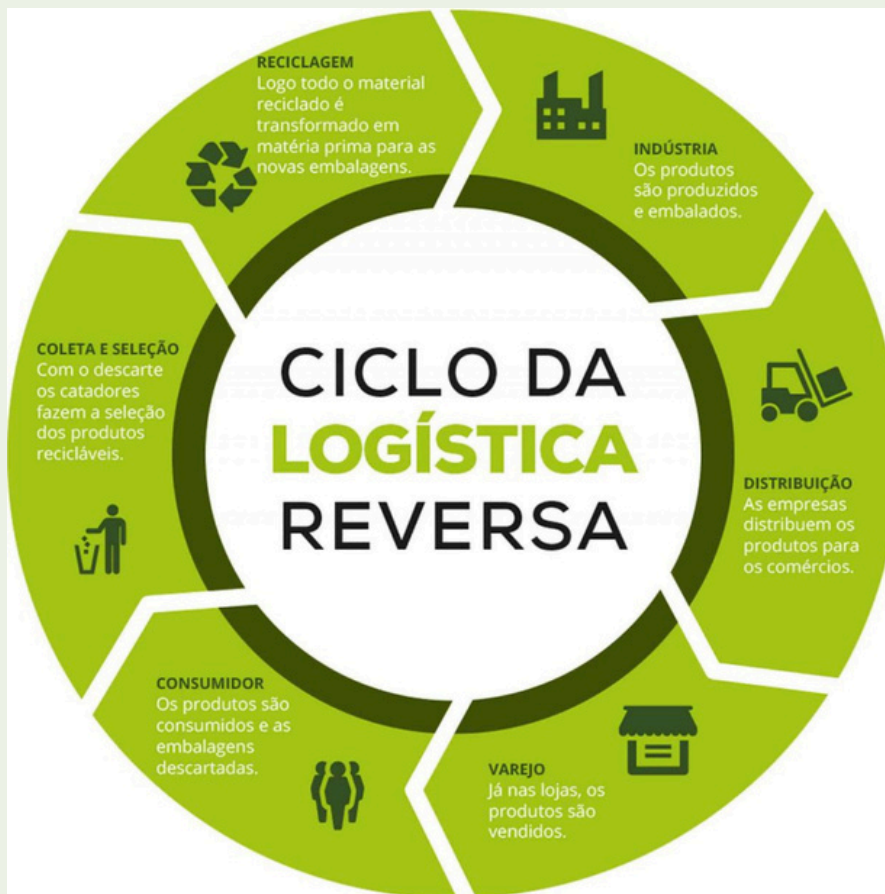 CICLO DA
LOGÍSTICA
REVERSA
INDÚSTRIA
Os produtos
são produzidos
e embalados.
DISTRIBUIÇÃO
As empresas
distribuem os
produtos para
os comércios.
VAREJO
Já nas lojas, os
produtos são
vendidos.
CONSUMIDOR
Os produtos são
consumidos e as
embalagens
descartadas.
COLETA E SELEÇÃO
Com o descarte
os catadores
fazem a seleção
dos produtos
recicláveis.
RECICLAGEM
Logo todo o material
reciclado é
transformado em
matéria prima para as
novas embalagens.